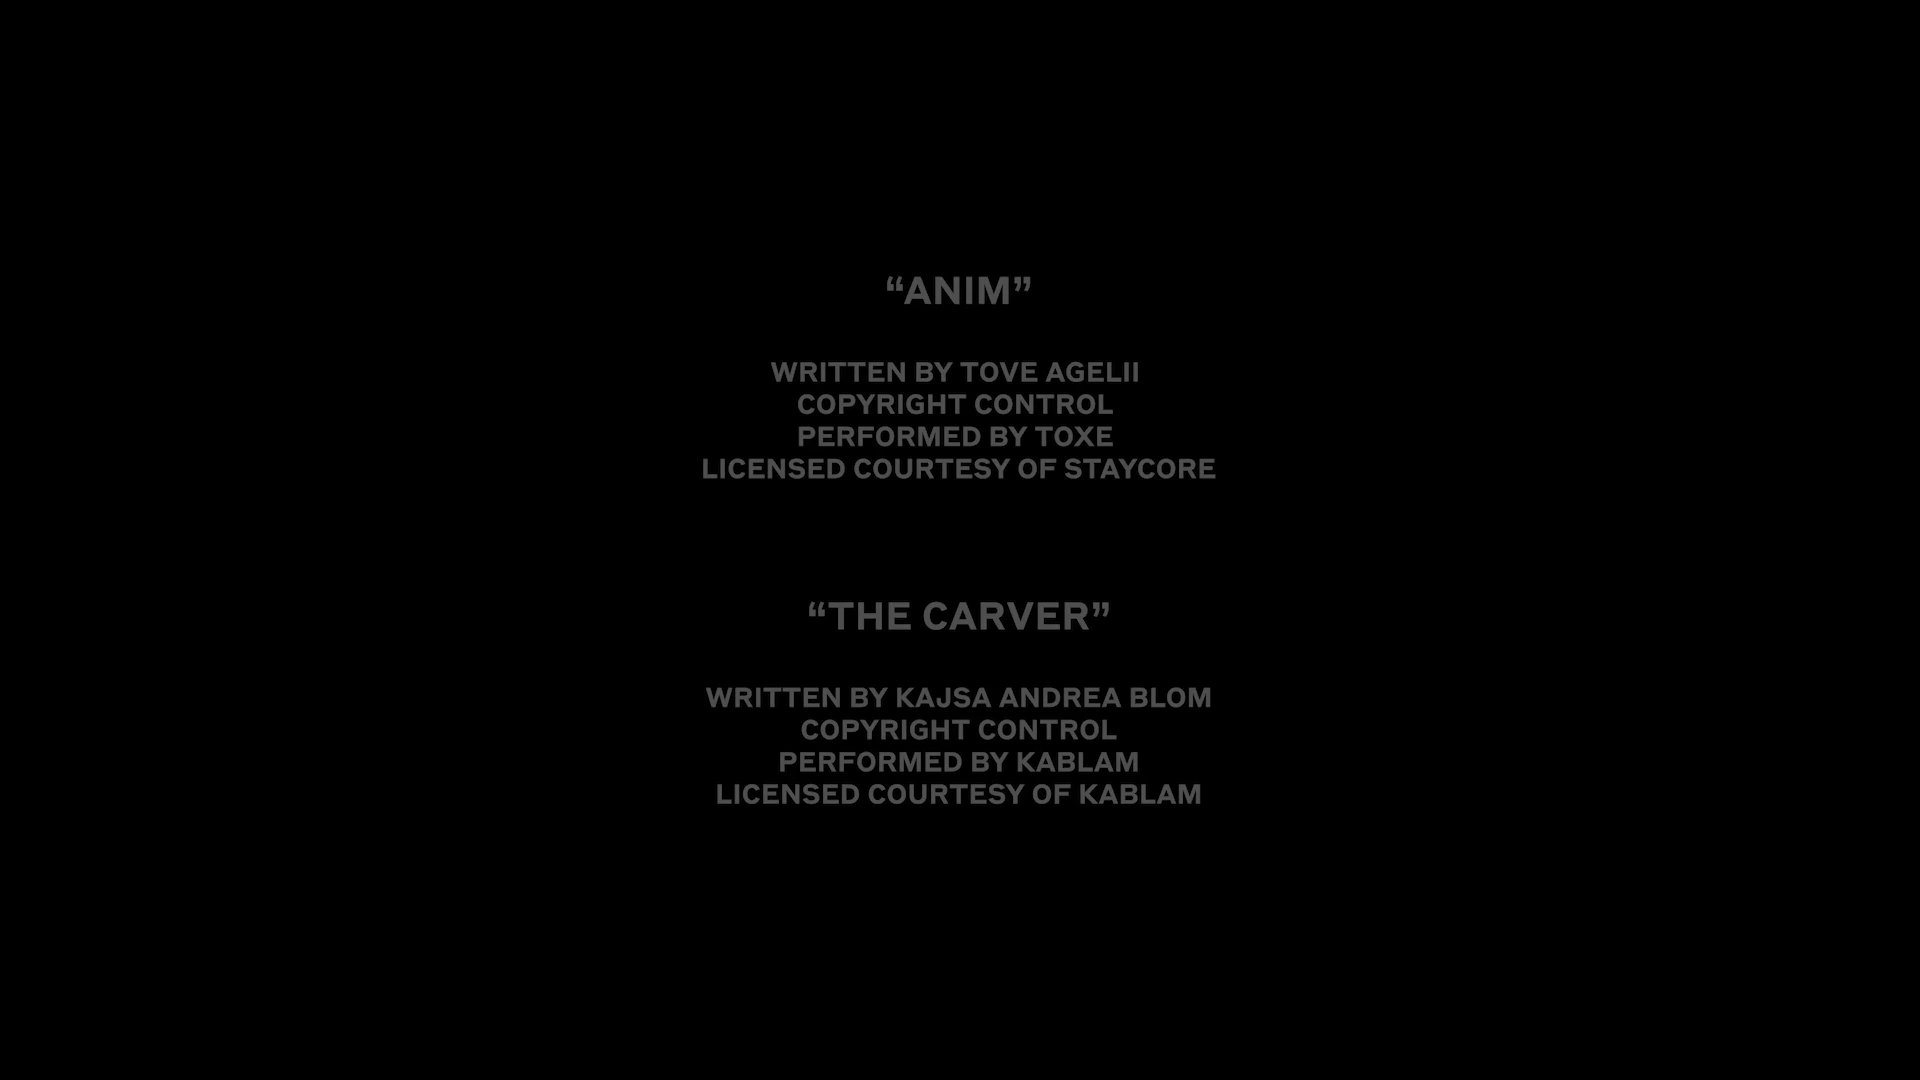 “ANIM”
WRITTEN BY TOVE AGELII
COPYRIGHT CONTROL
PERFORMED BY TOXE
LICENSED COURTESY OF STAYCORE
“THE CARVER”
WRITTEN BY KAJSA ANDREA BLOM
COPYRIGHT CONTROL
PERFORMED BY KABLAM
LICENSED COURTESY OF KABLAM